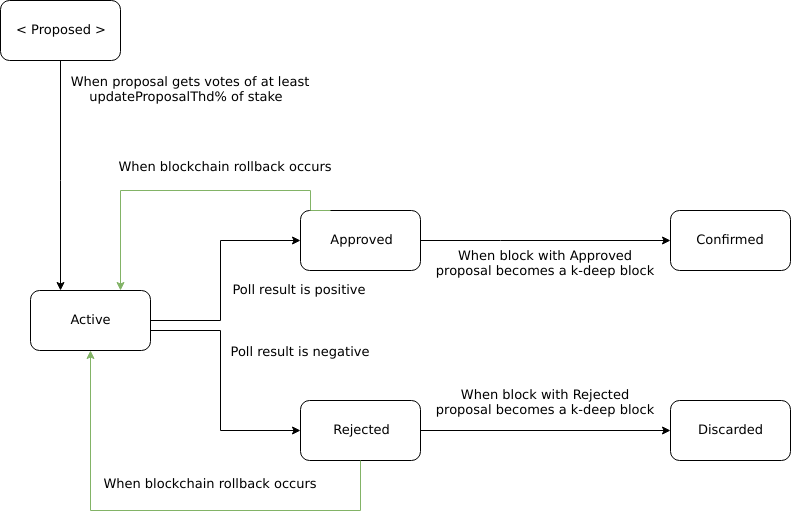 < Proposed >
When proposal gets votes of at least
updateProposalThd% of stake
When blockchain rollback occurs
Approved
Confirmed
When block with Approved
proposal becomes a k-deep block
Poll result is positive
Active
Poll result is negative
When block with Rejected
proposal becomes a k-deep block
Rejected
Discarded
When blockchain rollback occurs